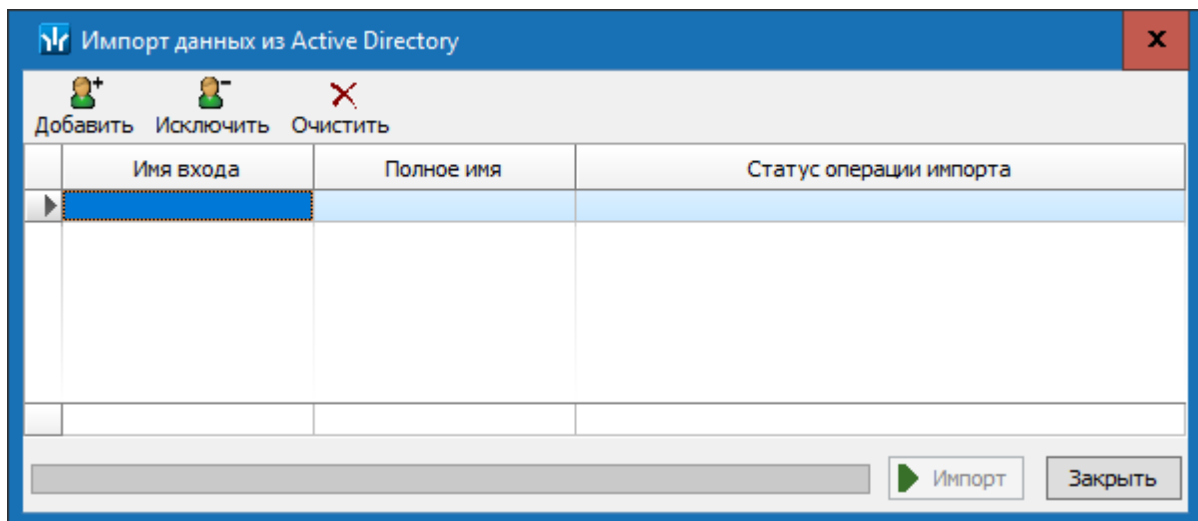 Импорт данных из Active Directory
Добавить Исключить Очистить
Имя входа Полное имя Статус операции импорта
Импорт Закрыть